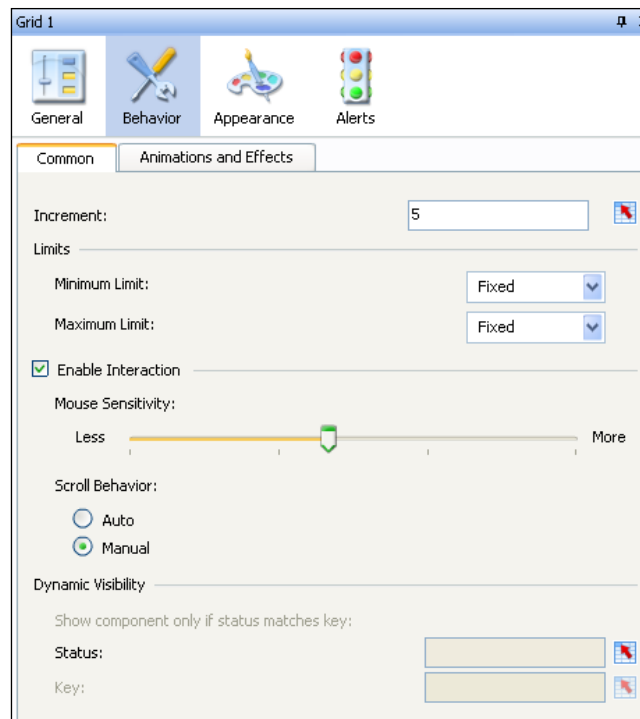 Grid 1
General Behavior Appearance Alerts
Common Animations and Effects
Increment: 5
Limits
Minimum Limit: Fixed
Maximum Limit: Fixed
Enable Interaction
Mouse Sensitivity:
Less More
Scroll Behavior:
Auto
Manual
Dynamic Visibility
Show component only if status matches key:
Status:
Key: